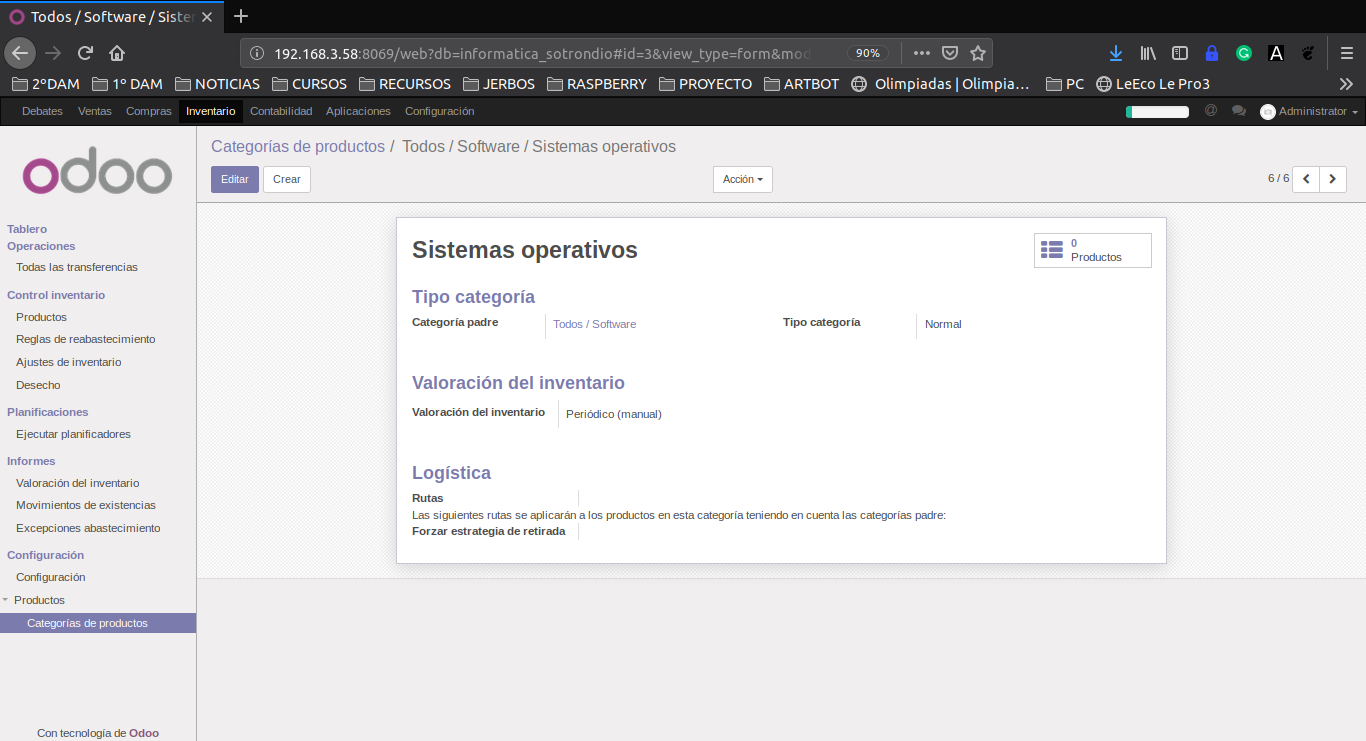 Todos / Software / Sistem
192.168.3.58:8069/web?db=informatica_sotrondio#id=3&view_type=form&mod
90%
2ºDAM 1º DAM NOTICIAS CURSOS RECURSOS JERBOS RASPBERRY PROYECTO ARTBOT Olimpiadas | Olimpia… PC LeEco Le Pro3
Debates Ventas Compras Inventario Contabilidad Aplicaciones Configuración @ Administrator
odoo
Categorías de productos / Todos / Software / Sistemas operativos
Editar Crear Acción 6 / 6
Tablero
Operaciones
Todas las transferencias
Control inventario
Productos
Reglas de reabastecimiento
Ajustes de inventario
Desecho
Planificaciones
Ejecutar planificadores
Informes
Valoración del inventario
Movimientos de existencias
Excepciones abastecimiento
Configuración
Configuración
Productos
Categorías de productos
Con tecnología de Odoo
Sistemas operativos
0
Productos
Tipo categoría
Categoría padre Todos / Software Tipo categoría Normal
Valoración del inventario
Valoración del inventario Periódico (manual)
Logística
Rutas
Las siguientes rutas se aplicarán a los productos en esta categoría teniendo en cuenta las categorías padre:
Forzar estrategia de retirada